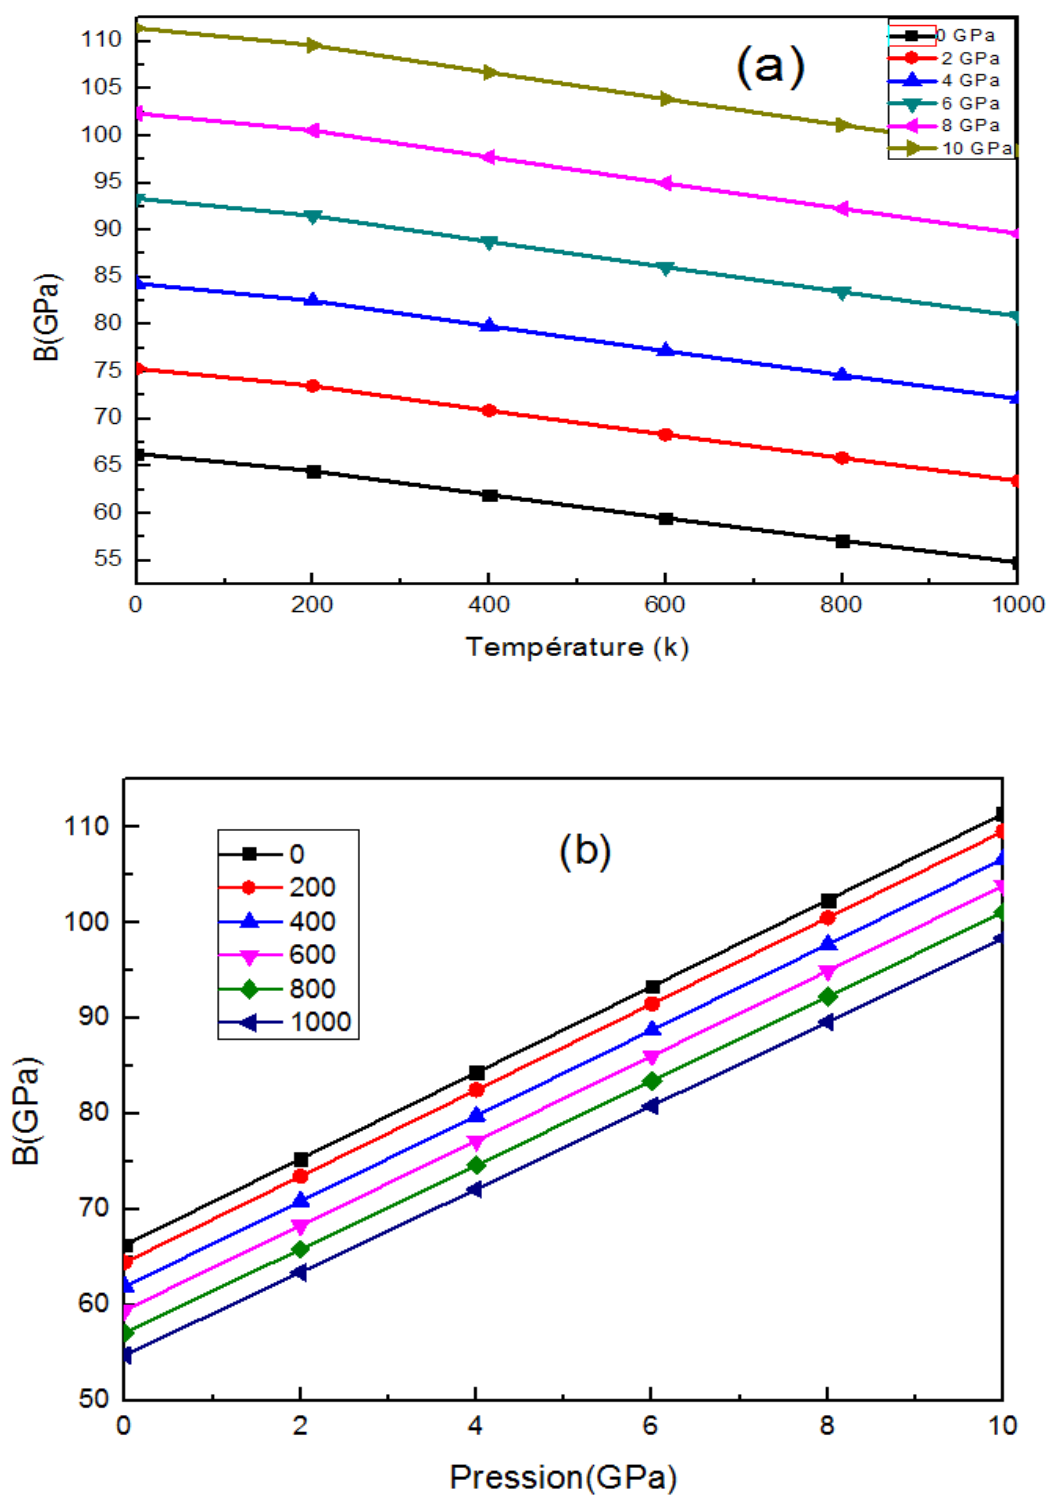 (a)
0 GPa
2 GPa
4 GPa
6 GPa
8 GPa
10 GPa
110
105
100
95
90
85
80
75
70
65
60
55
B(GPa)
0 200 400 600 800 1000
Température (k)
(b)
0
200
400
600
800
1000
110
100
90
80
70
60
50
B(GPa)
0 2 4 6 8 10
Pression(GPa)